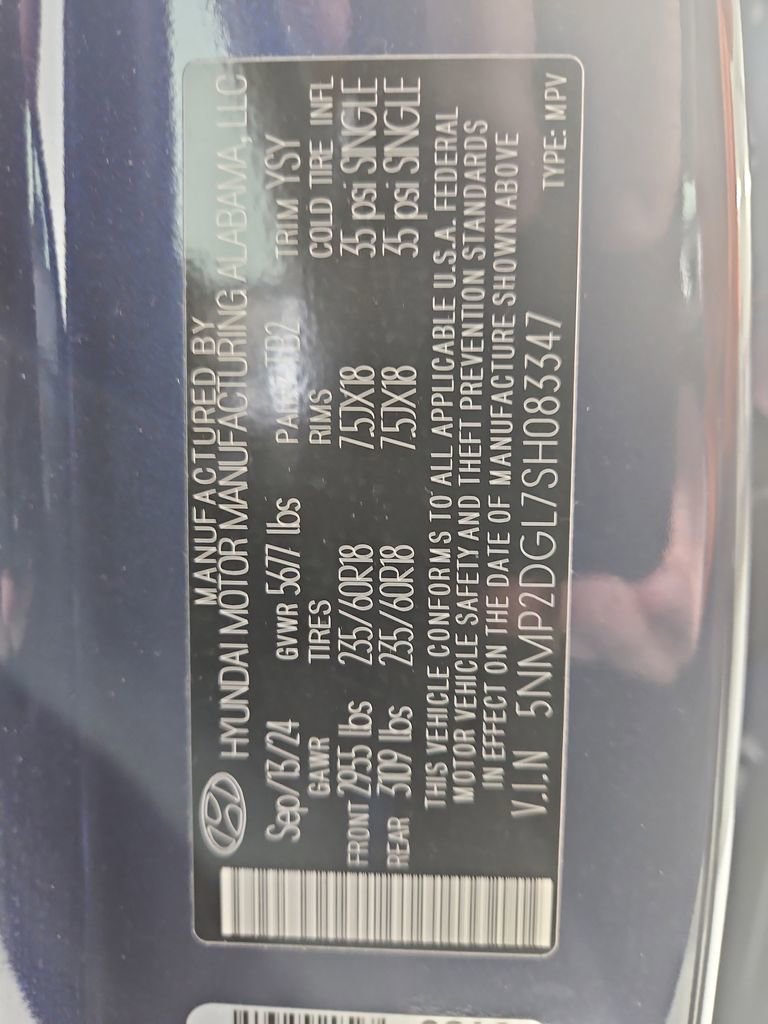 MANUFACTURED BY
HYUNDAI MOTOR MANUFACTURING ALABAMA, LLC
Sep/13/24 GVWR 5677 lbs TB2 TRIM YSY
GAWR TIRES RIMS COLD TIRE INFL
FRONT 2955 lbs 235/60R18 7.5JX18 35 psi SINGLE
REAR 3109 lbs 235/60R18 7.5JX18 35 psi SINGLE
THIS VEHICLE CONFORMS TO ALL APPLICABLE U.S.A. FEDERAL
MOTOR VEHICLE SAFETY AND THEFT PREVENTION STANDARDS
IN EFFECT ON THE DATE OF MANUFACTURE SHOWN ABOVE
V.I.N 5NMP2DGL7SH083347 TYPE: MPV